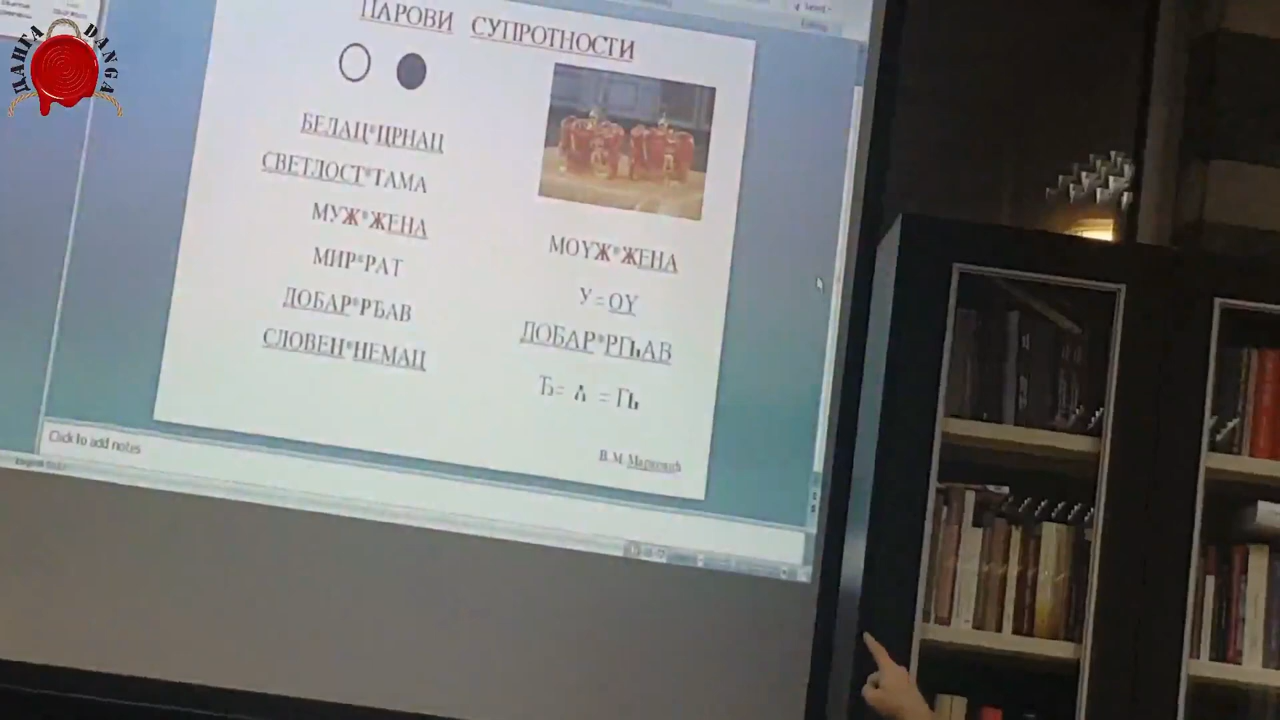 ДАНГА DANGA
ПАРОВИ СУПРОТНОСТИ
БЕЛАЦ*ЦРНАЦ
СВЕТЛОСТ*ТАМА
МУЖ*ЖЕНА
МИР*РАТ
ДОБАР*РЂАВ
СЛОВЕН*НЕМАЦ
МОУЖ*ЖЕНА
У = ОУ
ДОБАР*РГЬАВ
Ђ= = ГЬ
В. М. Марковић
Click to add notes